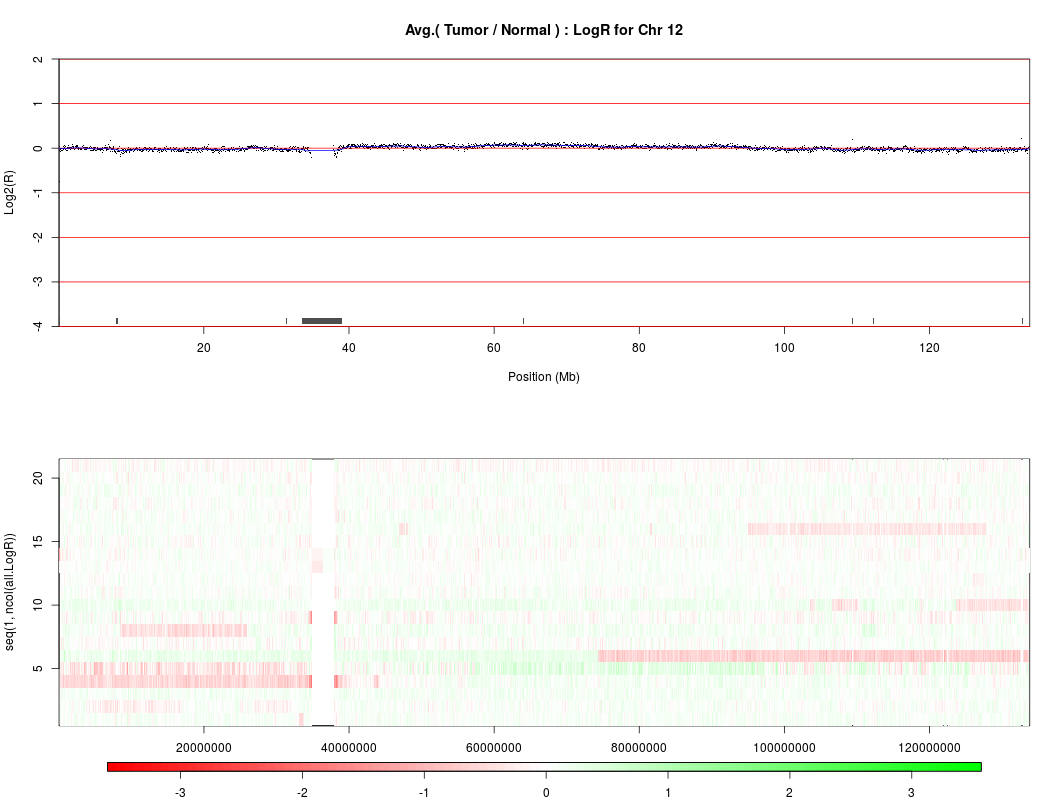 Avg.( Tumor / Normal ) : LogR for Chr 12
Log2(R)
2
1
0
-1
-2
-3
-4
20 40 60 80 100 120
Position (Mb)
seq(1, ncol(all.LogR))
20
15
10
5
20000000 40000000 60000000 80000000 100000000 120000000
-3 -2 -1 0 1 2 3